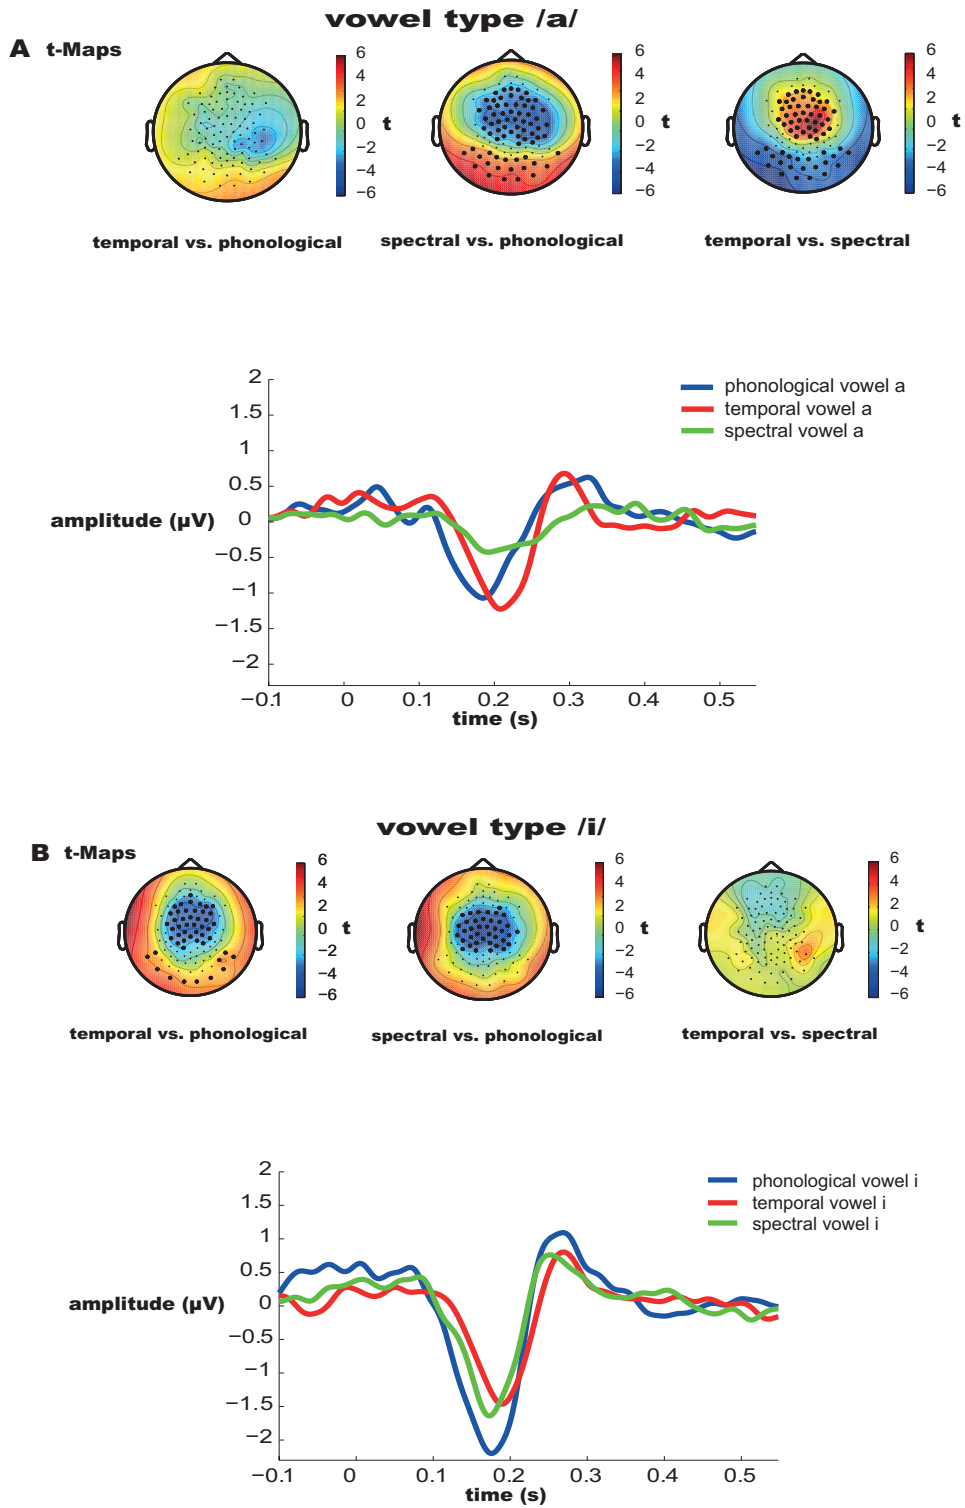 vowel type /a/
A t-Maps
6
4
2
0
−2
−4
−6
t
6
4
2
0
−2
−4
−6
t
6
4
2
0
−2
−4
−6
t
temporal vs. phonological
spectral vs. phonological
temporal vs. spectral
2
1.5
1
0.5
0
−0.5
−1
−1.5
−2
amplitude (µV)
phonological vowel a
temporal vowel a
spectral vowel a
−0.1 0 0.1 0.2 0.3 0.4 0.5
time (s)
vowel type /i/
B t-Maps
6
4
2
0
−2
−4
−6
t
6
4
2
0
−2
−4
−6
t
6
4
2
0
−2
−4
−6
t
temporal vs. phonological
spectral vs. phonological
temporal vs. spectral
2
1.5
1
0.5
0
−0.5
−1
−1.5
−2
amplitude (µV)
phonological vowel i
temporal vowel i
spectral vowel i
−0.1 0 0.1 0.2 0.3 0.4 0.5
time (s)